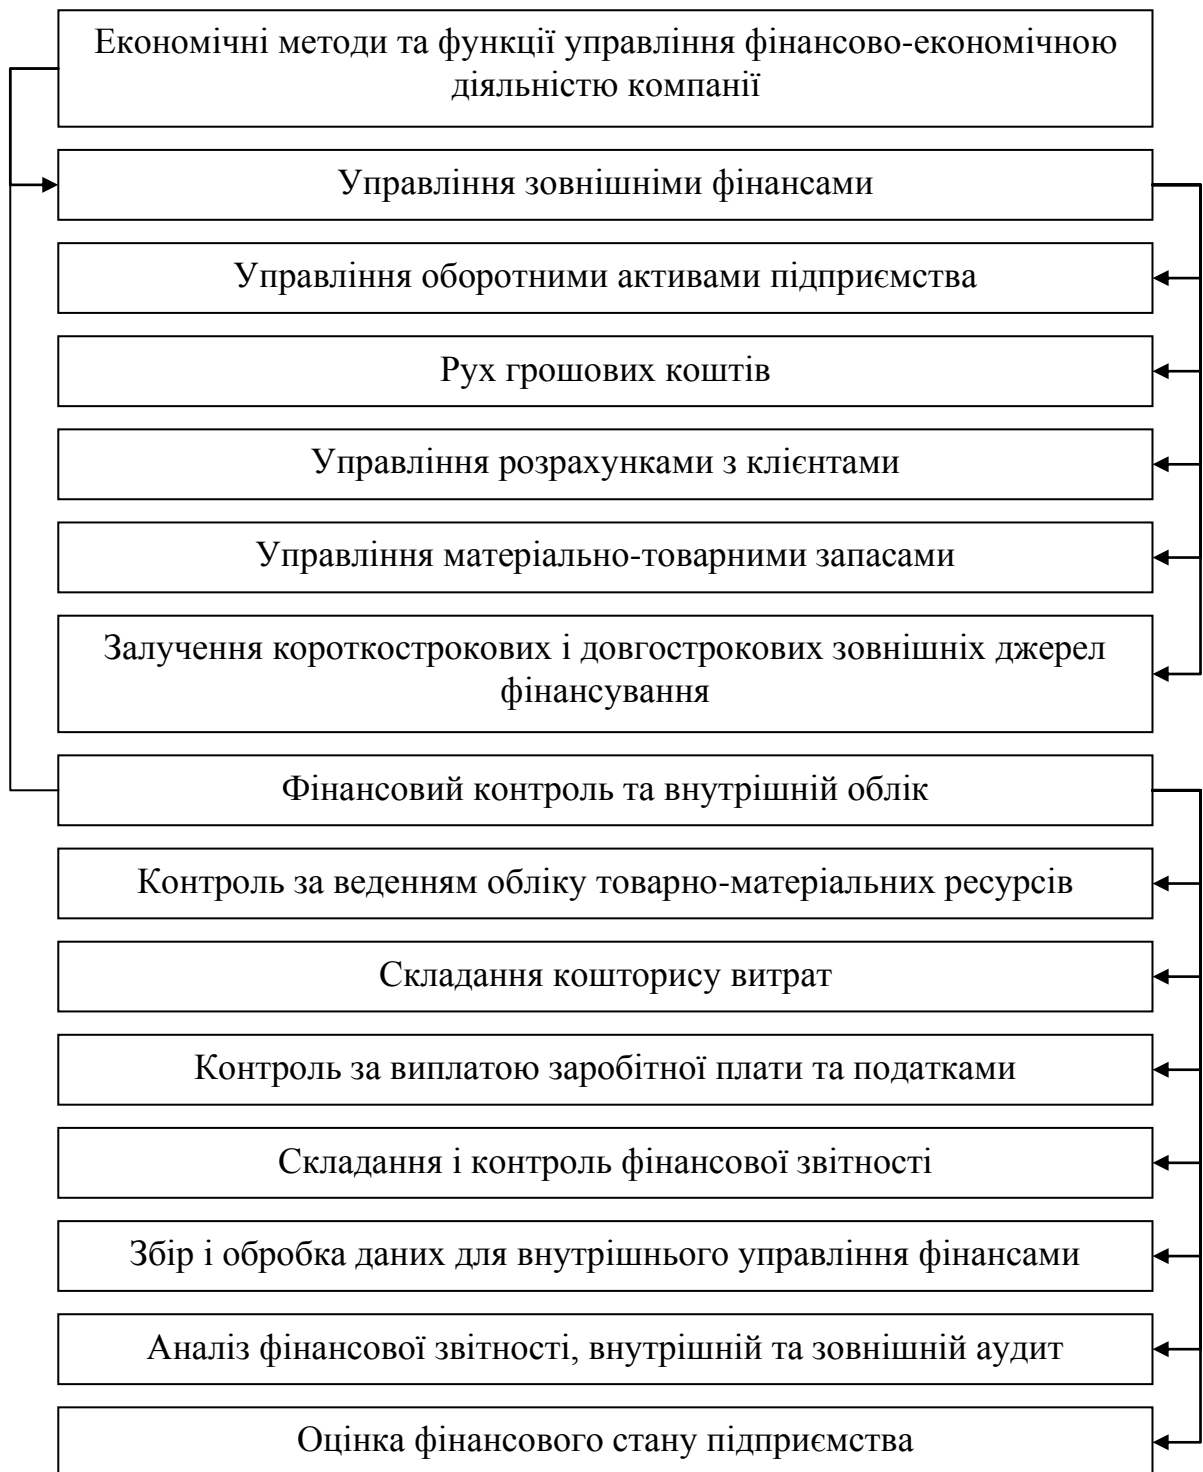 Економічні методи та функції управління фінансово-економічною
діяльністю компанії
Управління зовнішніми фінансами
Управління оборотними активами підприємства
Рух грошових коштів
Управління розрахунками з клієнтами
Управління матеріально-товарними запасами
Залучення короткострокових і довгострокових зовнішніх джерел
фінансування
Фінансовий контроль та внутрішній облік
Контроль за веденням обліку товарно-матеріальних ресурсів
Складання кошторису витрат
Контроль за виплатою заробітної плати та податками
Складання і контроль фінансової звітності
Збір і обробка даних для внутрішнього управління фінансами
Аналіз фінансової звітності, внутрішній та зовнішній аудит
Оцінка фінансового стану підприємства